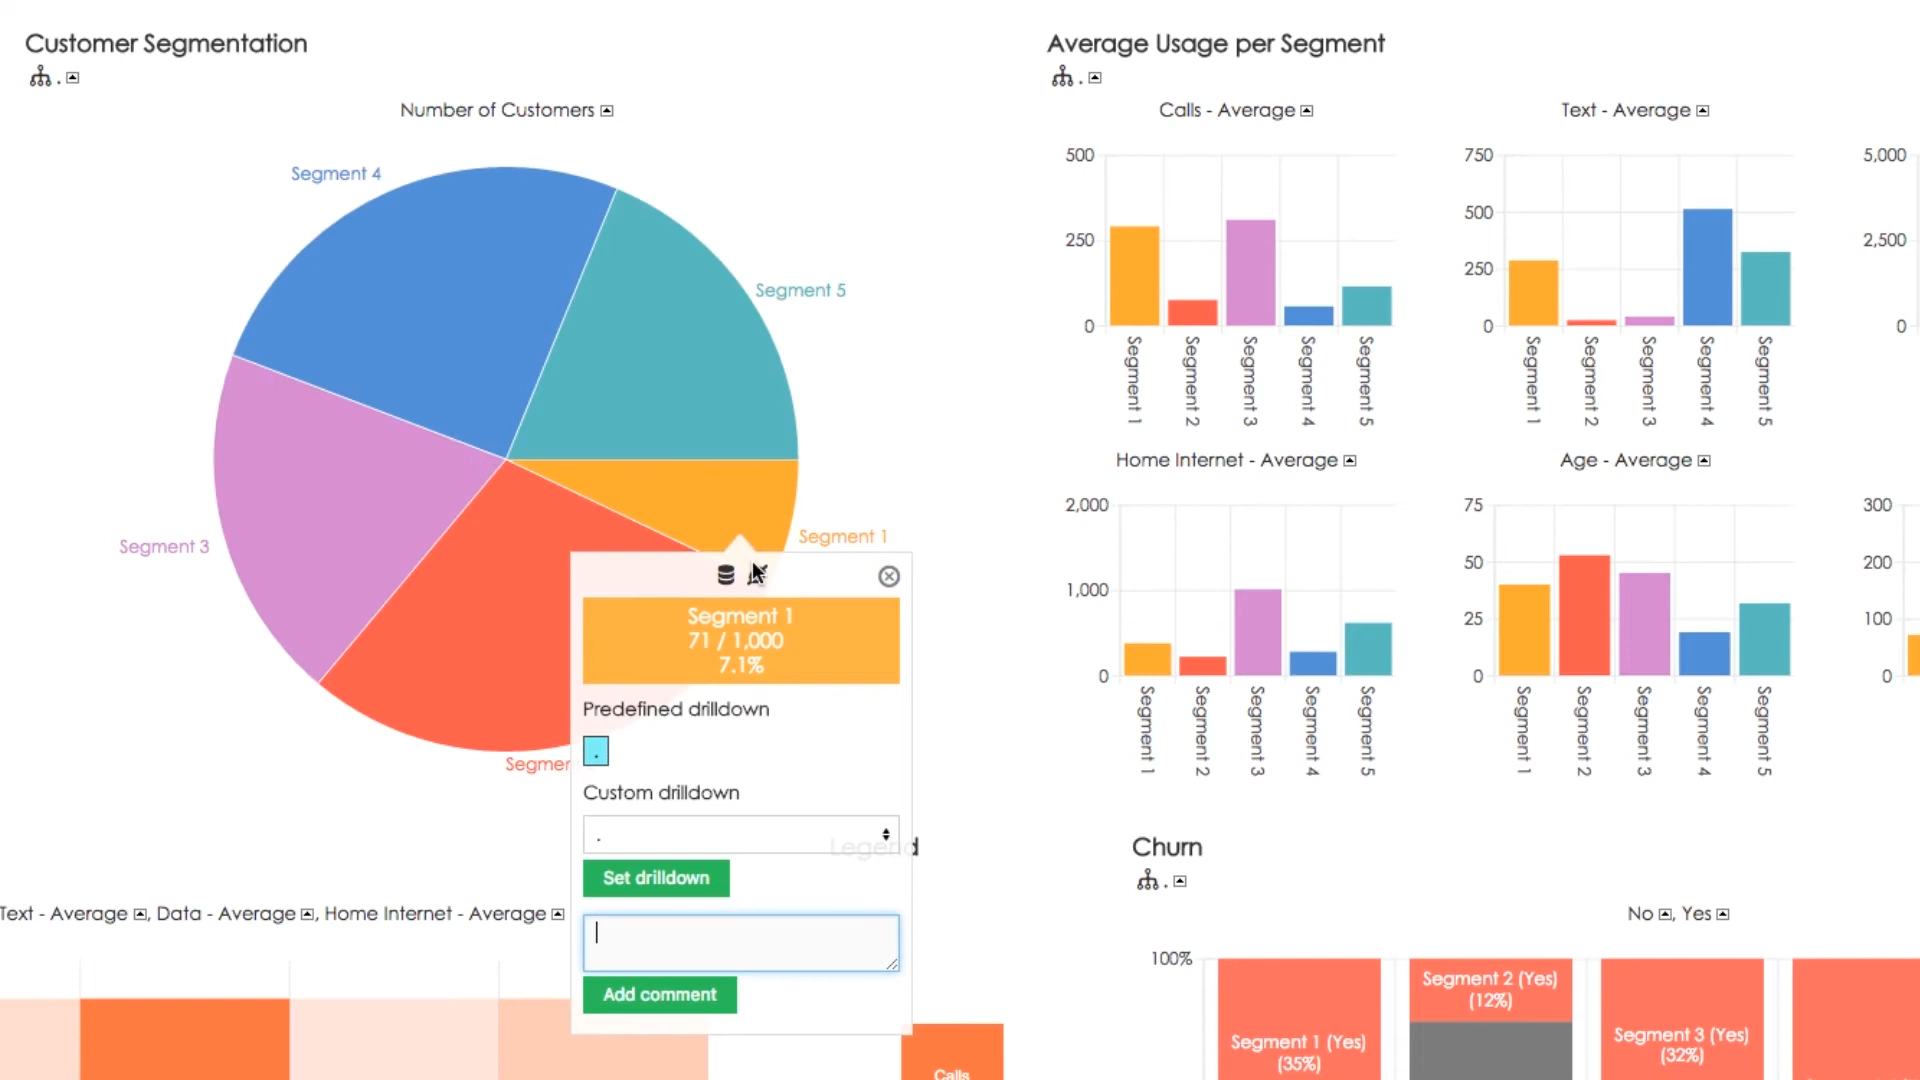 Customer Segmentation
.
Number of Customers
Segment 4
Segment 5
Segment 3
Segment 1
Segmen
Segment 1
71 / 1,000
7.1%
Predefined drilldown
.
Custom drilldown
.
Legend
Set drilldown
Add comment
Text - Average , Data - Average , Home Internet - Average
Calls
Average Usage per Segment
.
Calls - Average
500
250
0
Segment 1
Segment 2
Segment 3
Segment 4
Segment 5
Text - Average
750
500
250
0
Segment 1
Segment 2
Segment 3
Segment 4
Segment 5
5,000
2,500
0
Home Internet - Average
2,000
1,000
0
Segment 1
Segment 2
Segment 3
Segment 4
Segment 5
Age - Average
75
50
25
0
Segment 1
Segment 2
Segment 3
Segment 4
Segment 5
300
200
100
0
Churn
.
No , Yes
100%
Segment 1 (Yes)
(35%)
Segment 2 (Yes)
(12%)
Segment 3 (Yes)
(32%)